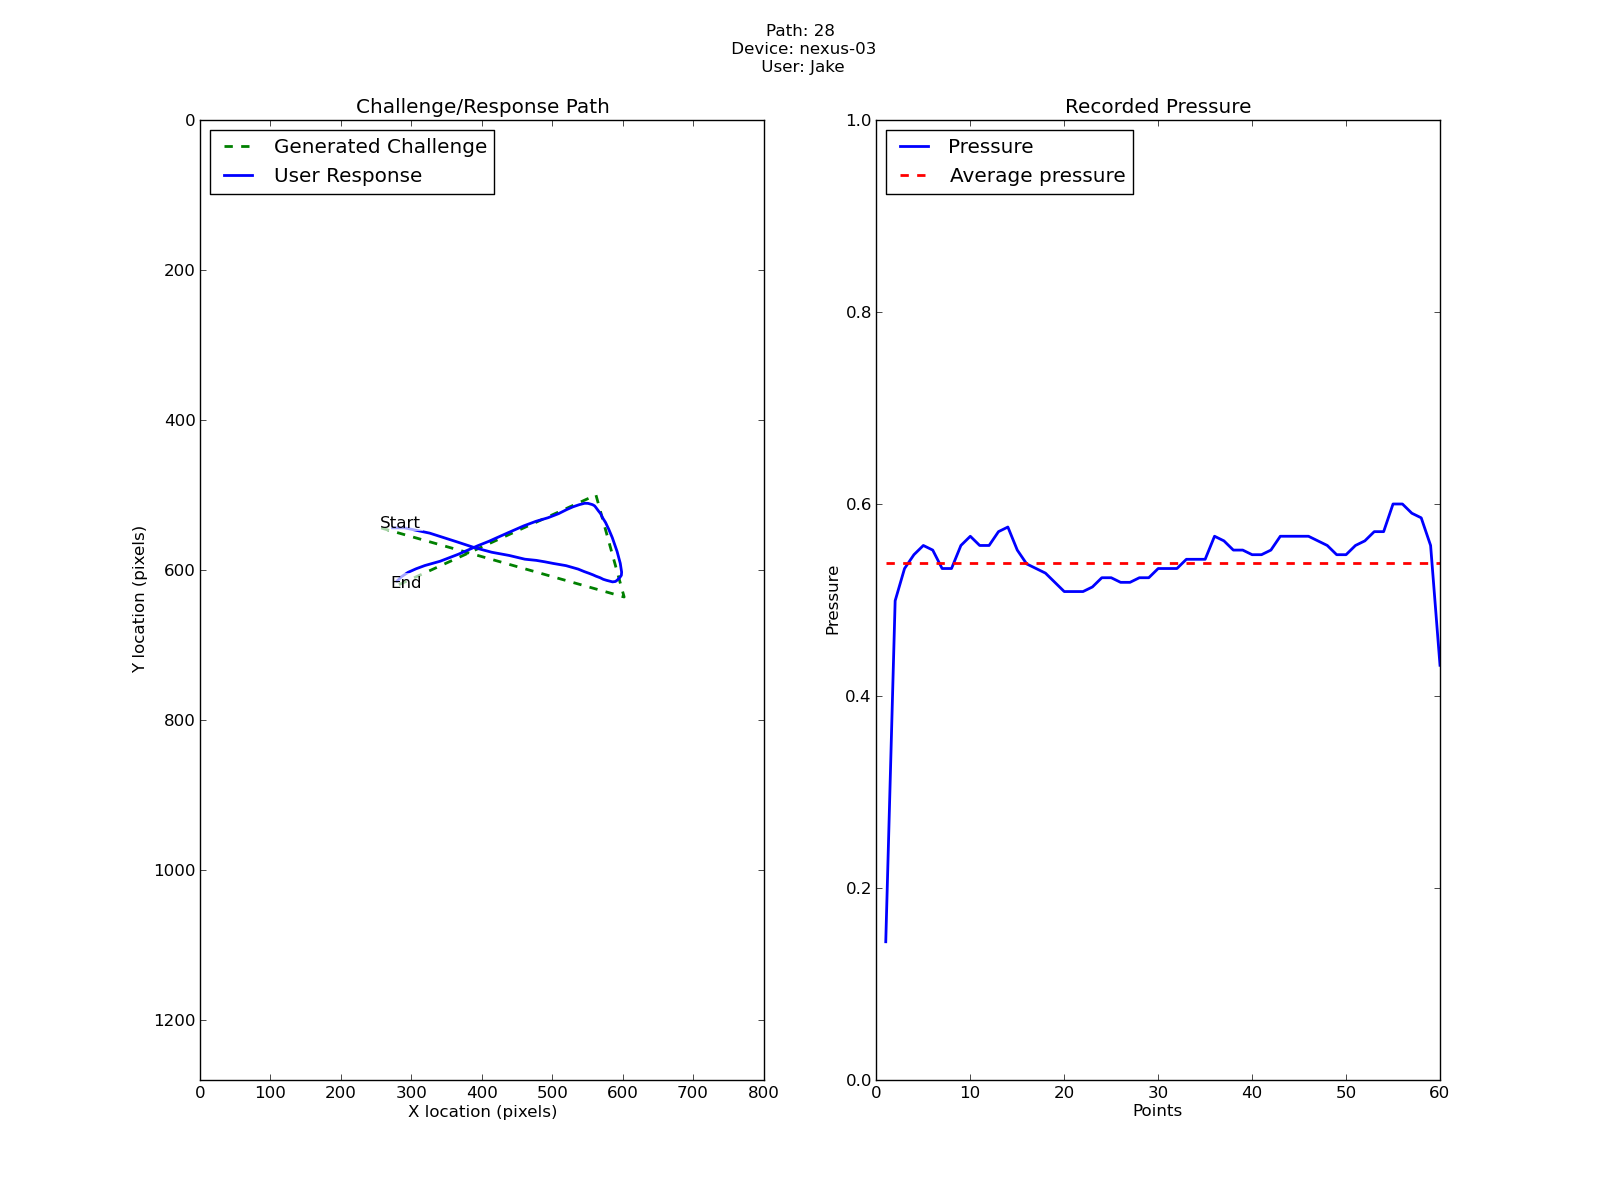 Path: 28
Device: nexus-03
User: Jake
Challenge/Response Path
Generated Challenge
User Response
Start
End
0
200
400
600
800
1000
1200
Y location (pixels)
0 100 200 300 400 500 600 700 800
X location (pixels)
Recorded Pressure
Pressure
Average pressure
1.0
0.8
0.6
0.4
0.2
0.0
Pressure
0 10 20 30 40 50 60
Points